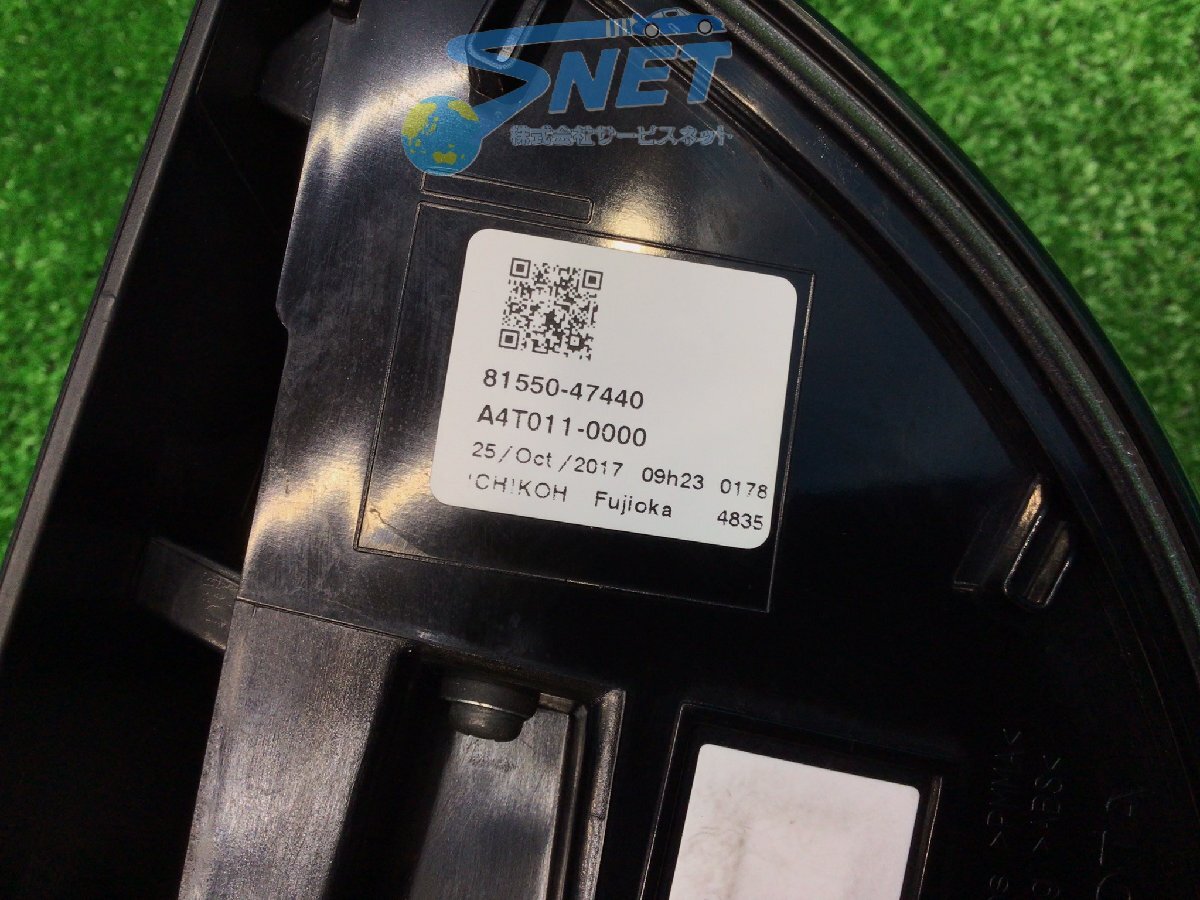 SNET
株式会社サービスネット
81550-47440
A4T011-0000
25/Oct/2017 09h23 0178
ICHIKOH Fujioka 4835